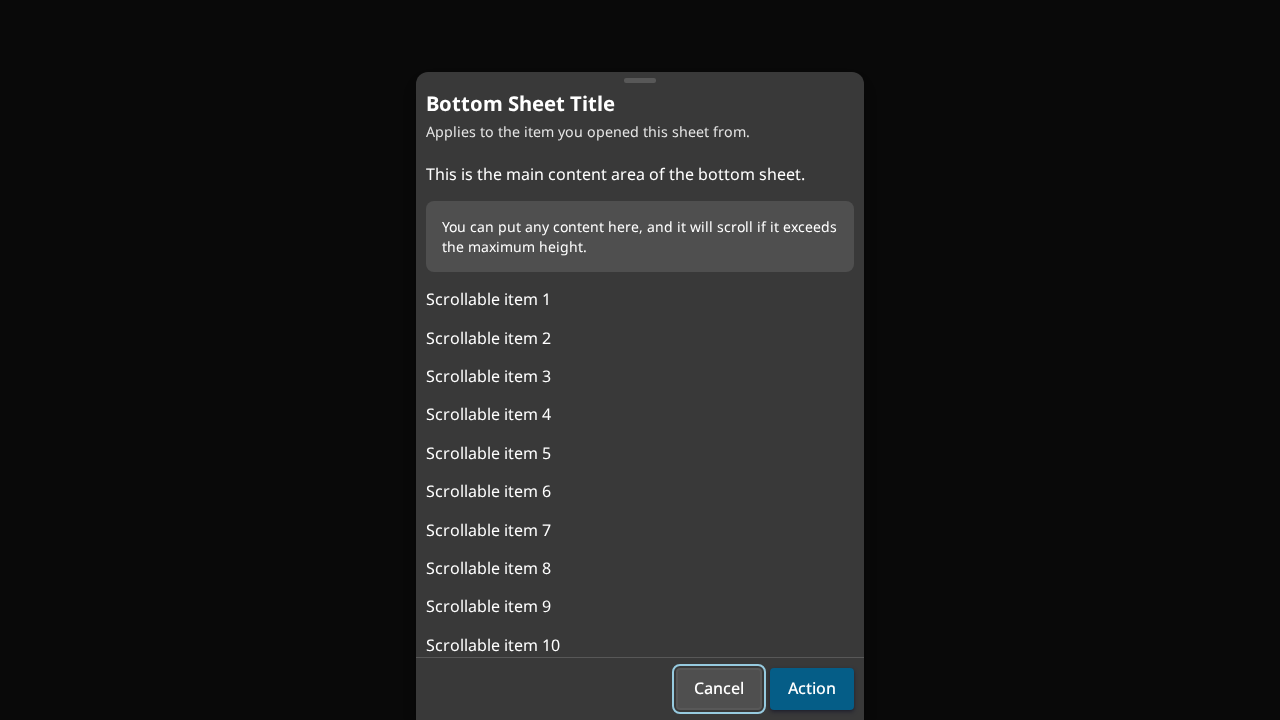 Bottom Sheet Title
Applies to the item you opened this sheet from.
This is the main content area of the bottom sheet.
You can put any content here, and it will scroll if it exceeds
the maximum height.
Scrollable item 1
Scrollable item 2
Scrollable item 3
Scrollable item 4
Scrollable item 5
Scrollable item 6
Scrollable item 7
Scrollable item 8
Scrollable item 9
Scrollable item 10
Cancel Action